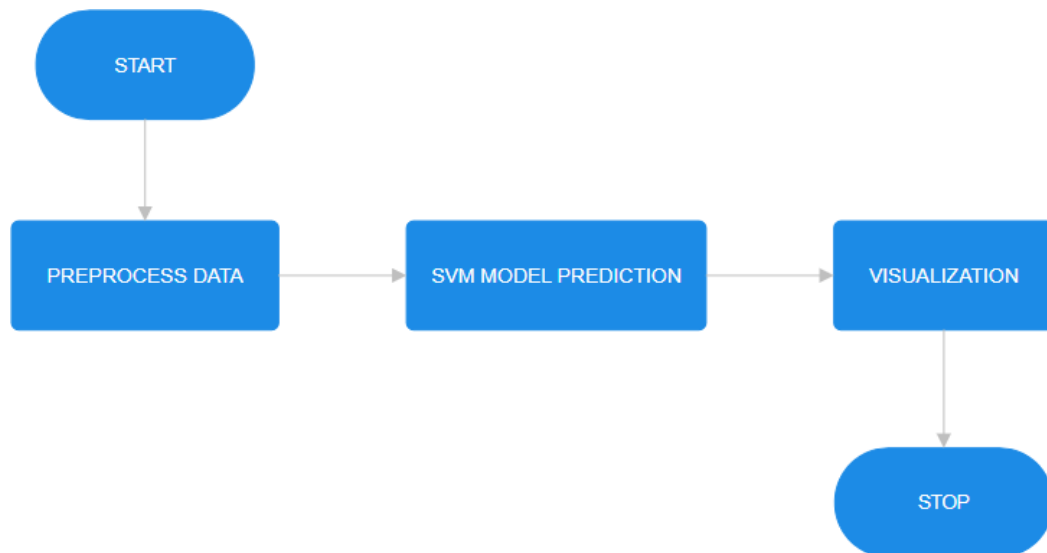 START
PREPROCESS DATA
SVM MODEL PREDICTION
VISUALIZATION
STOP